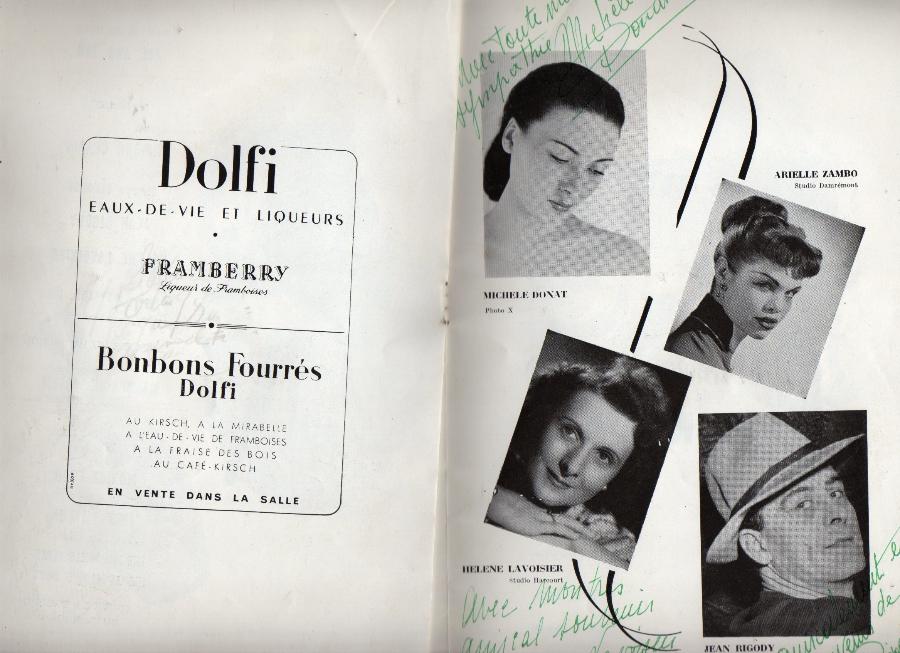 Dolfi
EAUX-DE-VIE ET LIQUEURS
FRAMBERRY
Liqueur de Framboises
Bonbons Fourrés
Dolfi
AU KIRSCH, A LA MIRABELLE
A L'EAU-DE-VIE DE FRAMBOISES
A LA FRAISE DES BOIS
AU CAFÉ-KIRSCH
EN VENTE DANS LA SALLE
Avec toute ma
sympathie Michèle
Donat
MICHELE DONAT
Photo X
ARIELLE ZAMBO
Studio Damrémont
HELENE LAVOISIER
Studio Harcourt
Avec mon très
amical souvenir
JEAN RIGODY
amicalement
de